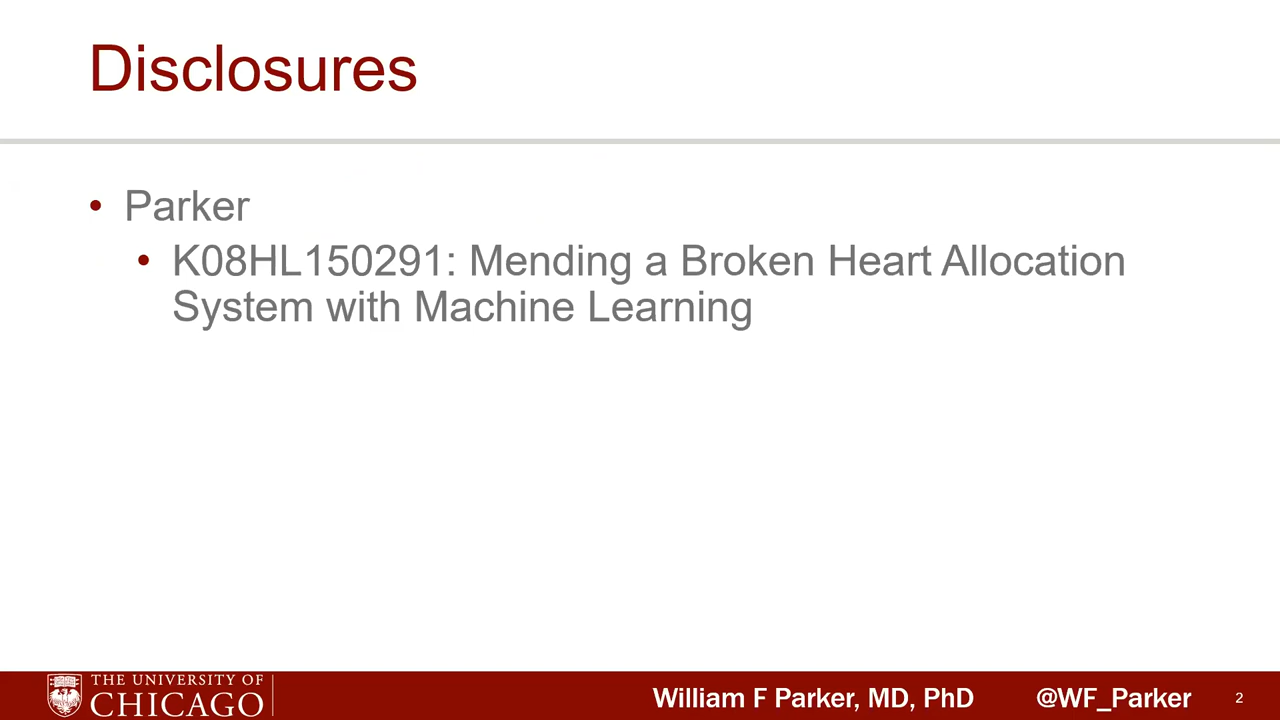 Disclosures
• Parker
• K08HL150291: Mending a Broken Heart Allocation
System with Machine Learning
THE UNIVERSITY OF
CHICAGO
William F Parker, MD, PhD
@WF_Parker
2